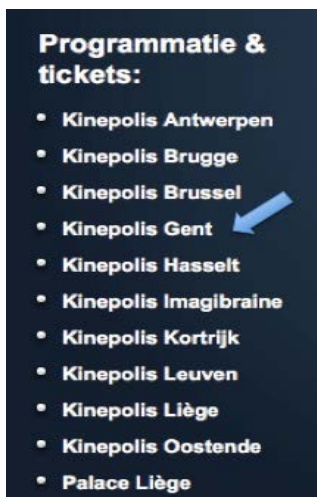 Programmatie &
tickets:
• Kinepolis Antwerpen
• Kinepolis Brugge
• Kinepolis Brussel
• Kinepolis Gent
• Kinepolis Hasselt
• Kinepolis Imagibraine
• Kinepolis Kortrijk
• Kinepolis Leuven
• Kinepolis Liège
• Kinepolis Oostende
• Palace Liège